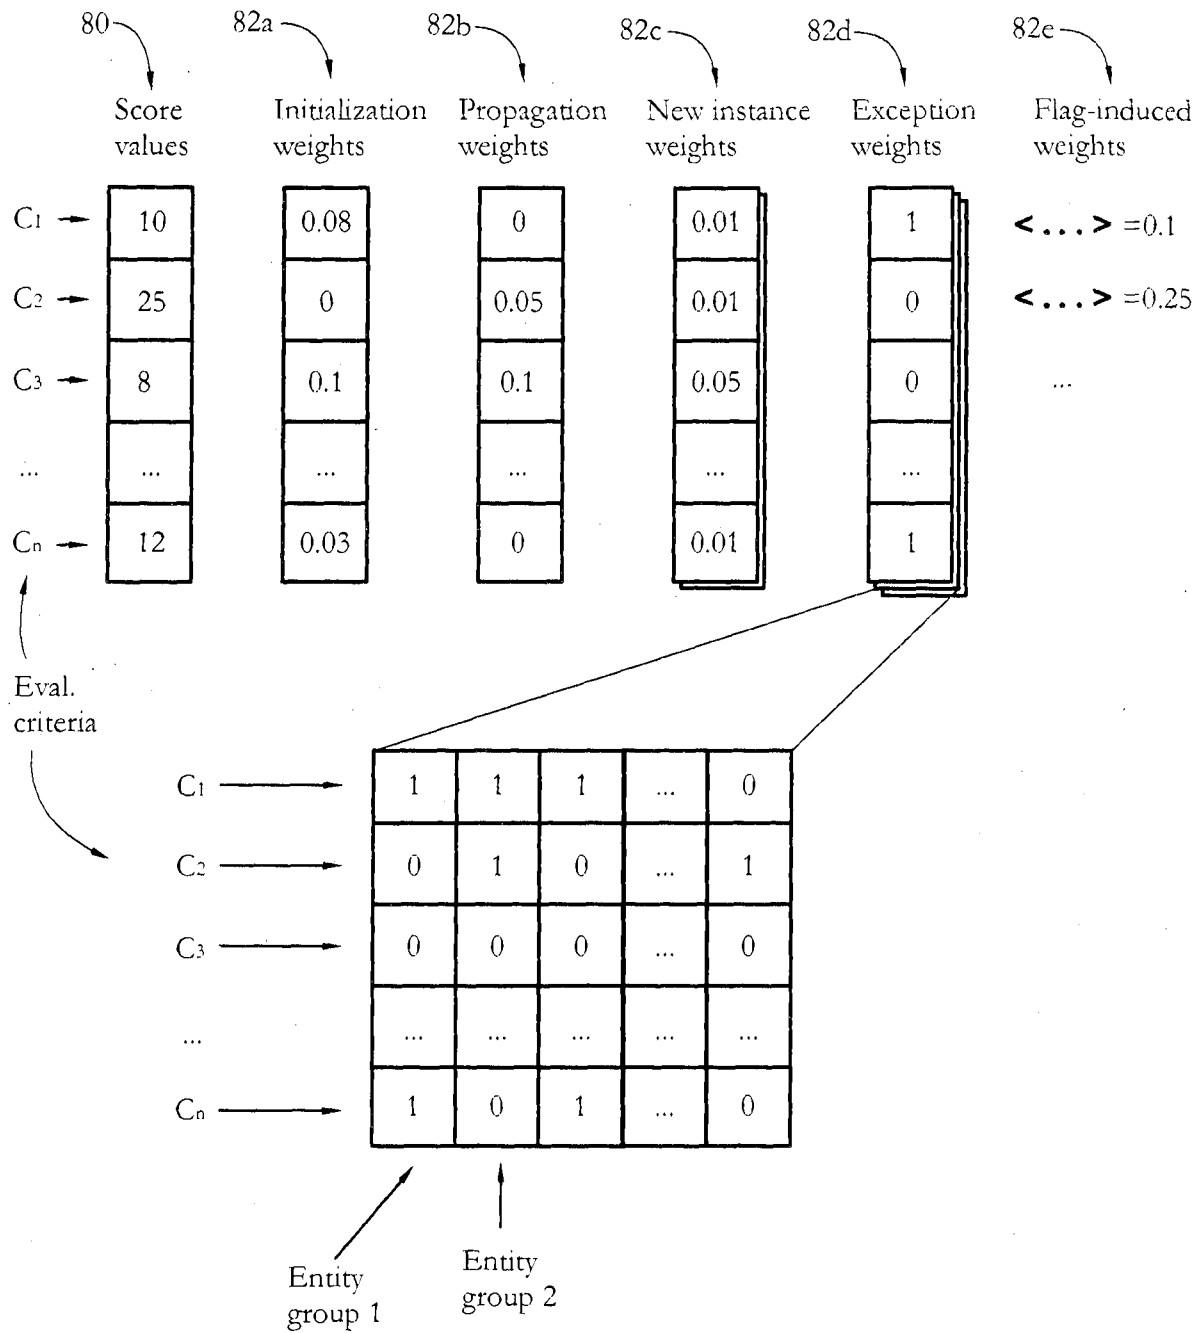 80 82a 82b 82c 82d 82e
Score values
Initialization weights
Propagation weights
New instance weights
Exception weights
Flag-induced weights
C1 10 0.08 0 0.01 1 <...> =0.1
C2 25 0 0.05 0.01 0 <...> =0.25
C3 8 0.1 0.1 0.05 0 ...
... ... ... ... ... ...
Cn 12 0.03 0 0.01 1
Eval.
criteria
C1 1 1 1 ... 0
C2 0 1 0 ... 1
C3 0 0 0 ... 0
... ... ... ... ... ...
Cn 1 0 1 ... 0
Entity
group 1
Entity
group 2